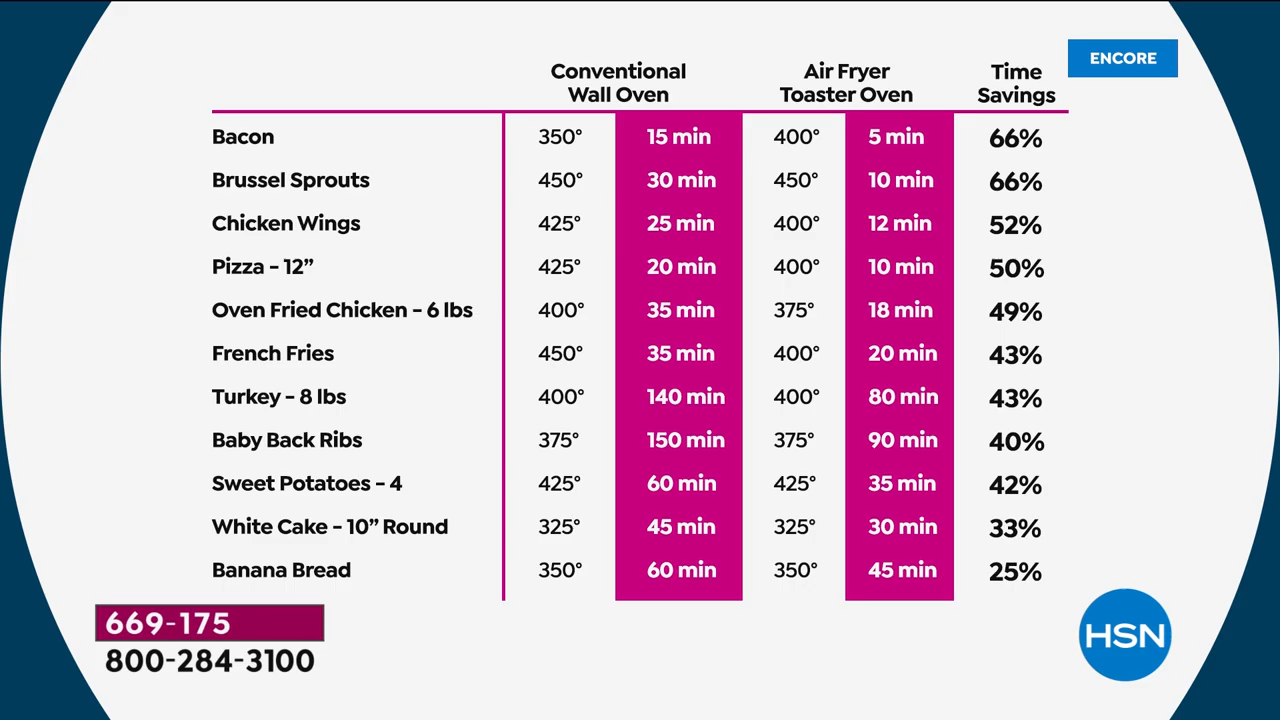 ENCORE
Conventional Wall Oven
Air Fryer Toaster Oven
Time Savings
Bacon 350° 15 min 400° 5 min 66%
Brussel Sprouts 450° 30 min 450° 10 min 66%
Chicken Wings 425° 25 min 400° 12 min 52%
Pizza - 12” 425° 20 min 400° 10 min 50%
Oven Fried Chicken - 6 lbs 400° 35 min 375° 18 min 49%
French Fries 450° 35 min 400° 20 min 43%
Turkey - 8 lbs 400° 140 min 400° 80 min 43%
Baby Back Ribs 375° 150 min 375° 90 min 40%
Sweet Potatoes - 4 425° 60 min 425° 35 min 42%
White Cake - 10” Round 325° 45 min 325° 30 min 33%
Banana Bread 350° 60 min 350° 45 min 25%
669-175
800-284-3100
HSN